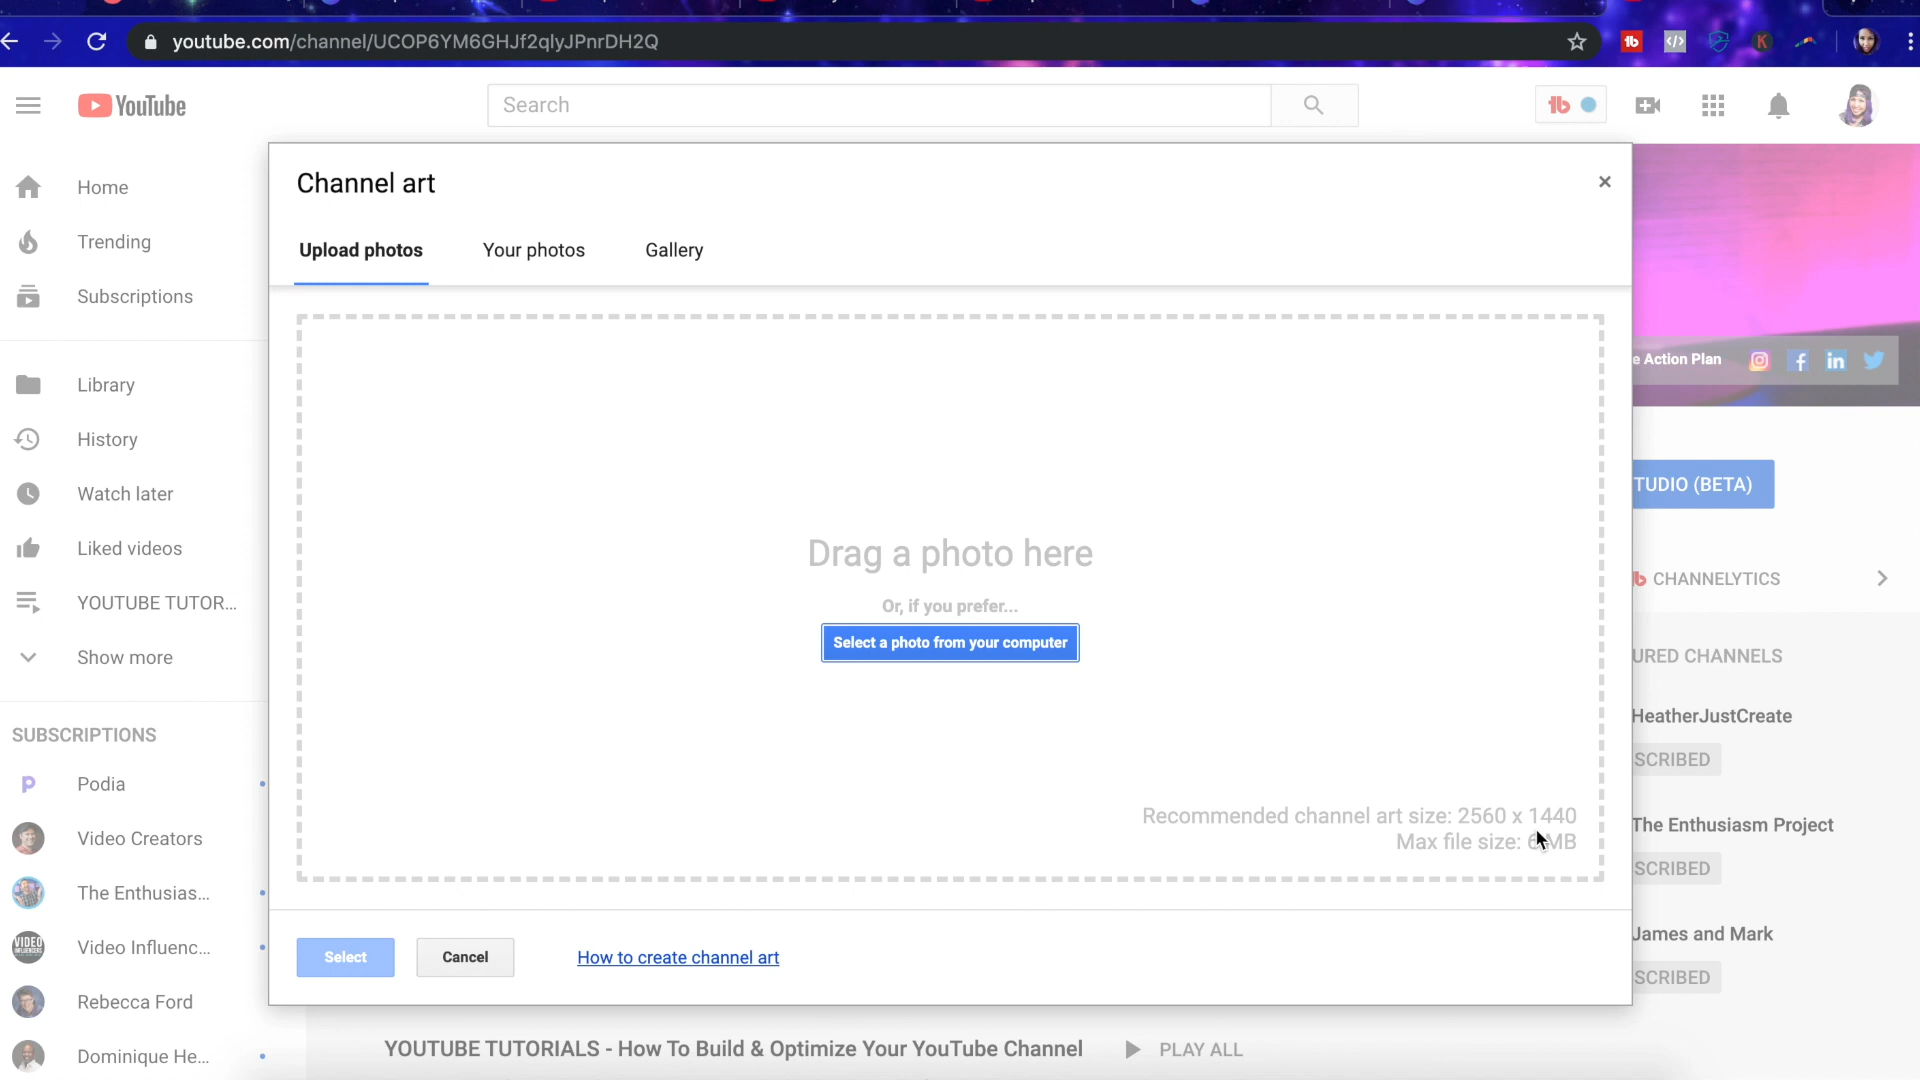 youtube.com/channel/UCOP6YM6GHJf2qlyJPnrDH2Q
YouTube
Search
Home
Trending
Subscriptions
Library
History
Watch later
Liked videos
YOUTUBE TUTOR...
Show more
SUBSCRIPTIONS
Podia
Video Creators
The Enthusias...
Video Influenc...
Rebecca Ford
Dominique He...
Channel art
Upload photos
Your photos
Gallery
Drag a photo here
Or, if you prefer...
Select a photo from your computer
Recommended channel art size: 2560 x 1440
Max file size: 6MB
Select
Cancel
How to create channel art
e Action Plan
TUDIO (BETA)
CHANNELYTICS
URED CHANNELS
HeatherJustCreate
SCRIBED
The Enthusiasm Project
SCRIBED
James and Mark
SCRIBED
YOUTUBE TUTORIALS - How To Build & Optimize Your YouTube Channel
PLAY ALL